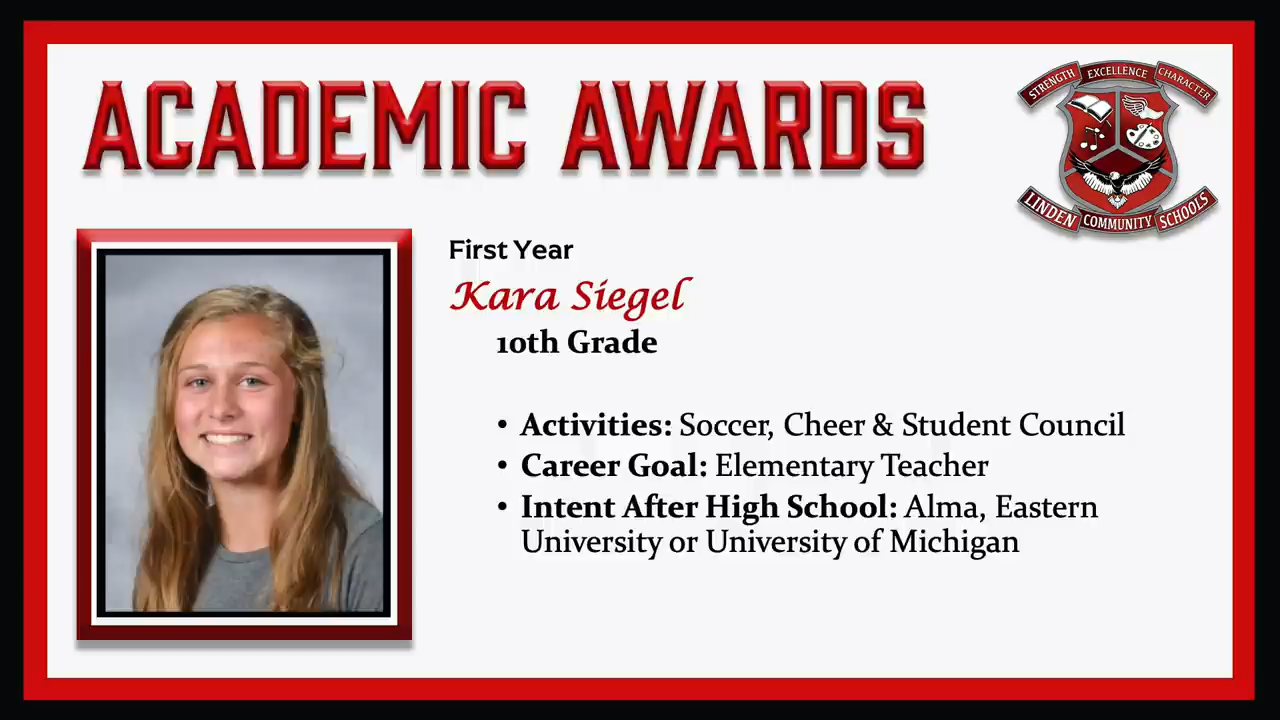 ACADEMIC AWARDS
STRENGTH EXCELLENCE CHARACTER
LINDEN COMMUNITY SCHOOLS
First Year
Kara Siegel
10th Grade
• Activities: Soccer, Cheer & Student Council
• Career Goal: Elementary Teacher
• Intent After High School: Alma, Eastern
University or University of Michigan